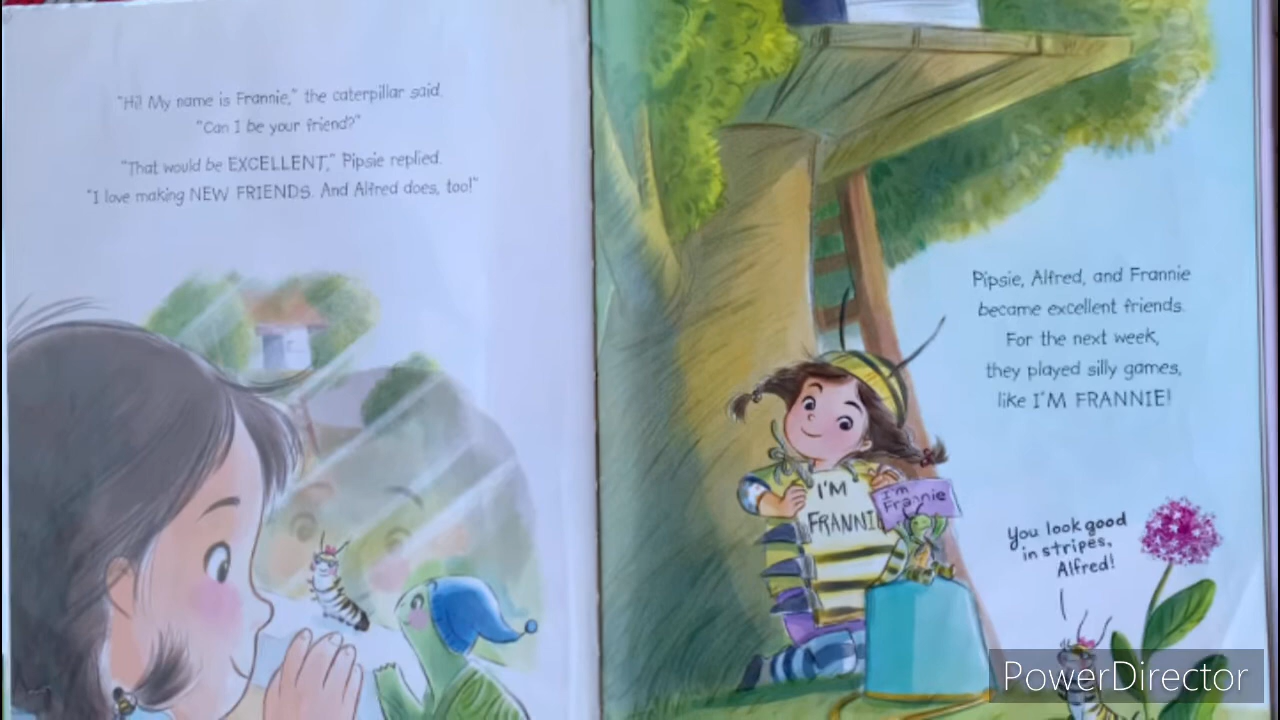 "Hi! My name is Frannie," the caterpillar said.
"Can I be your friend?"
"That would be EXCELLENT," Pipsie replied.
"I love making NEW FRIENDS. And Alfred does, too!"
Pipsie, Alfred, and Frannie
became excellent friends.
For the next week,
they played silly games,
like I'M FRANNIE!
I'M
FRANNIE
I'm
Frannie
You look good
in stripes,
Alfred!
PowerDirector